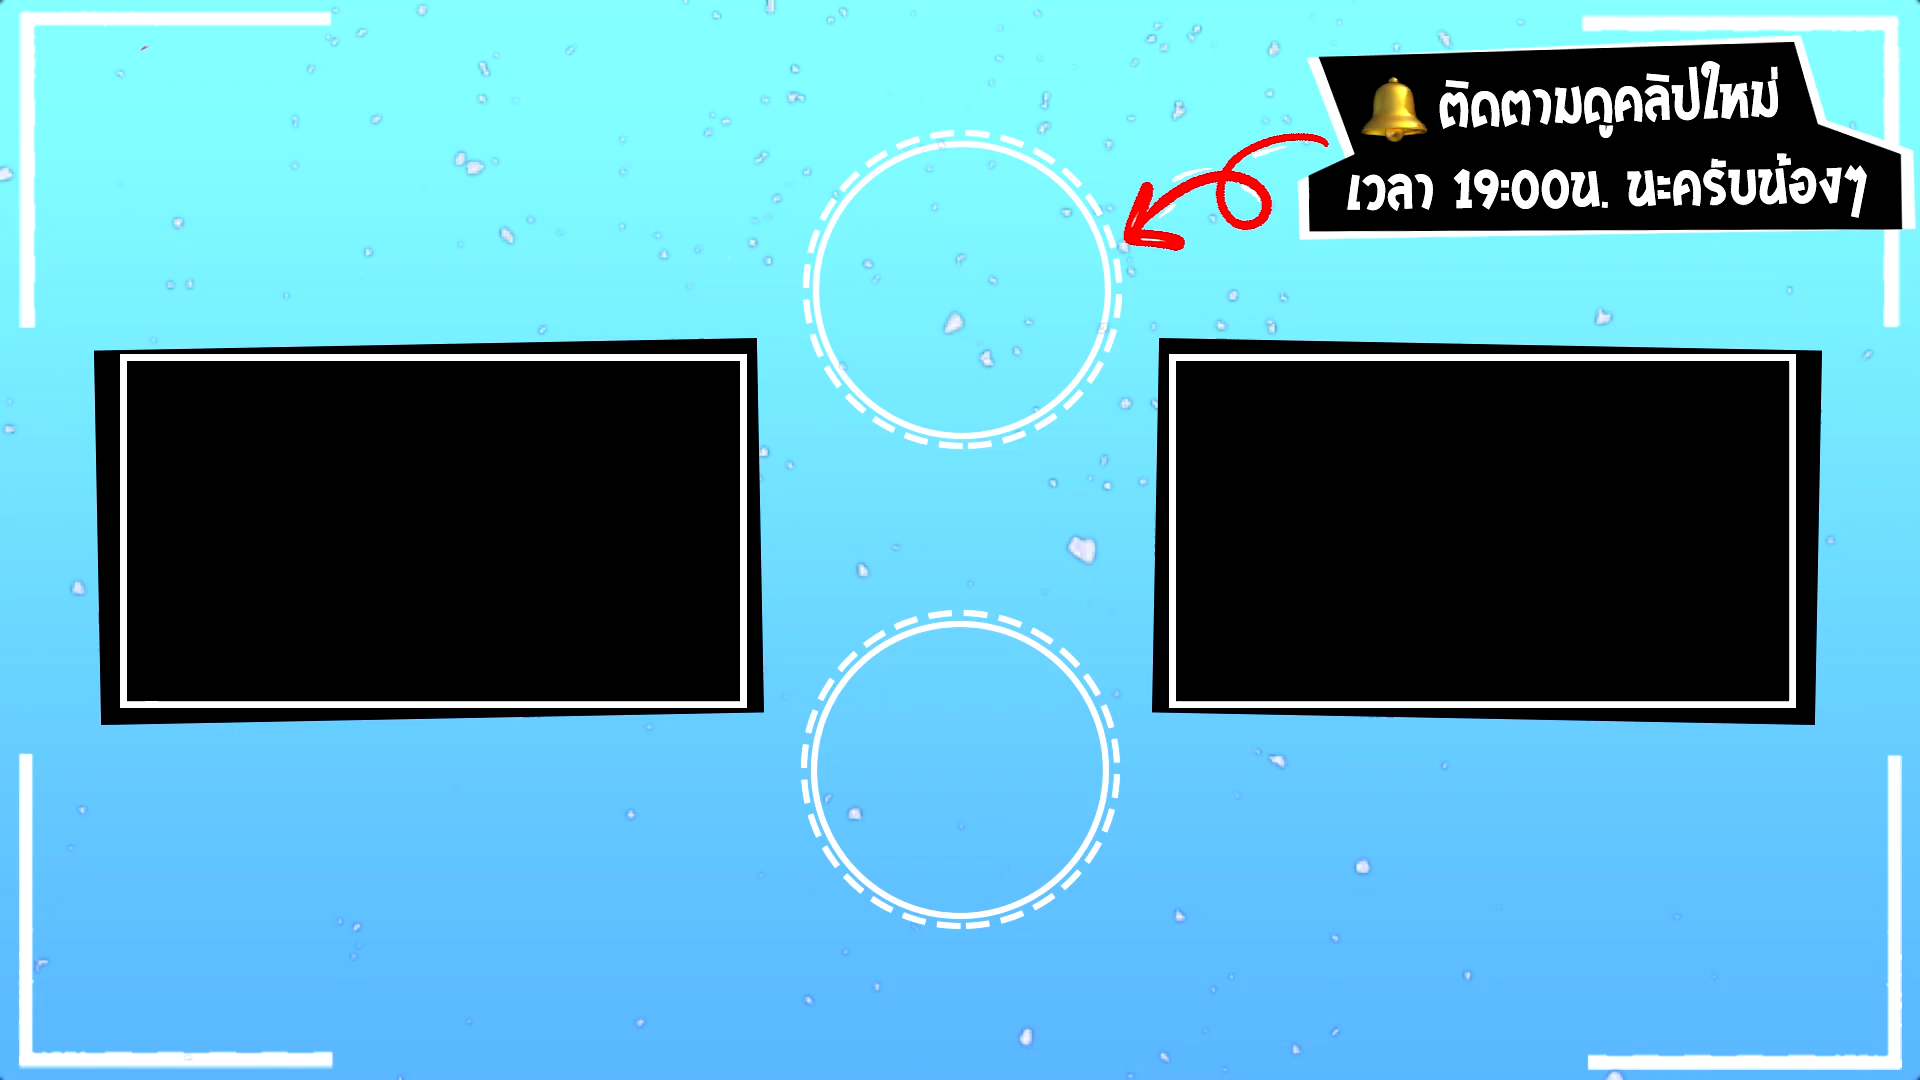 🔔 ติดตามดูคลิปใหม่
เวลา 19:00น. นะครับน้องๆ